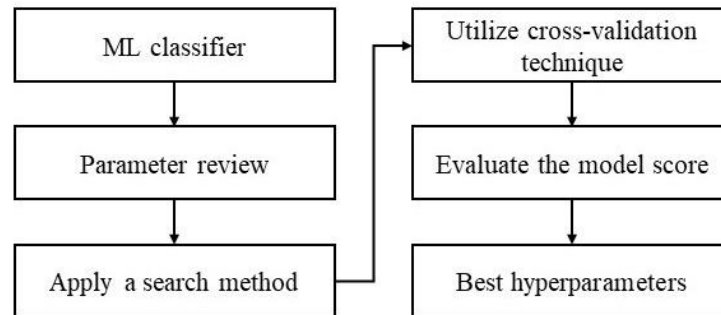 ML classifier
Parameter review
Apply a search method
Utilize cross-validation
technique
Evaluate the model score
Best hyperparameters